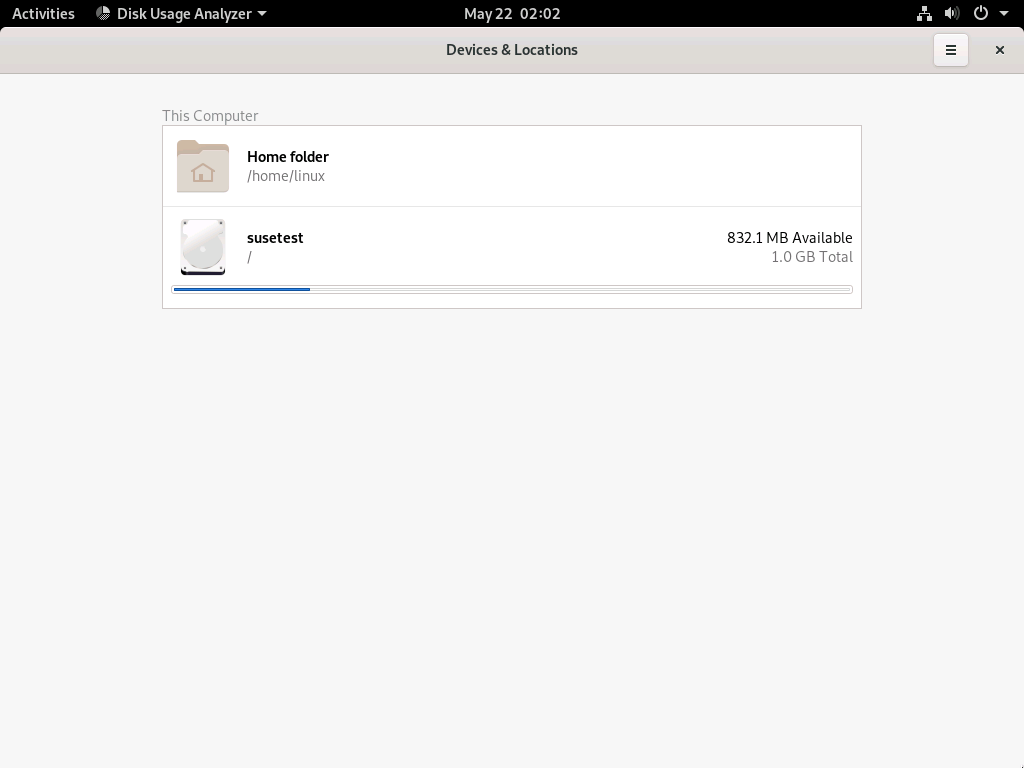 Activities Disk Usage Analyzer May 22 02:02
Devices & Locations
This Computer
Home folder
/home/linux
susetest 832.1 MB Available
/ 1.0 GB Total